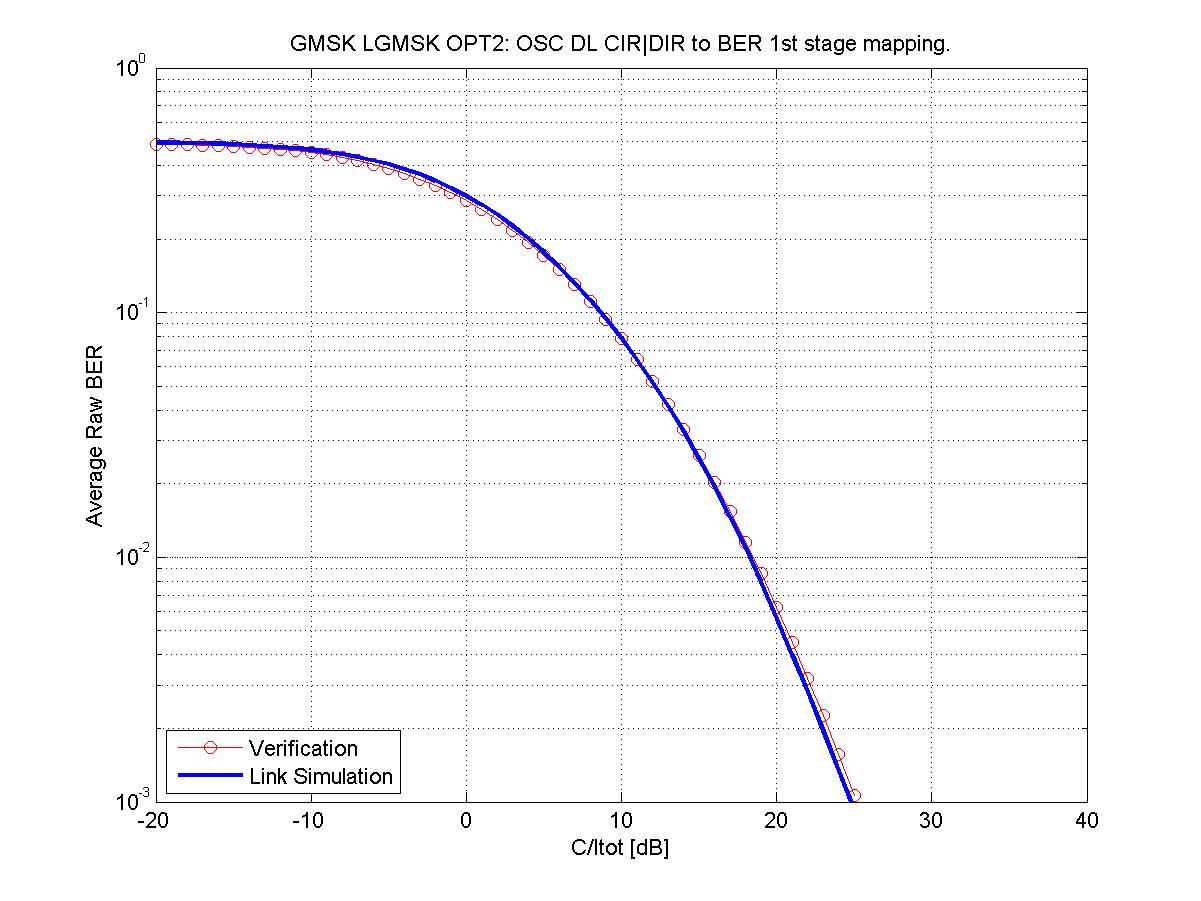 GMSK LGMSK OPT2: OSC DL CIR|DIR to BER 1st stage mapping.
10^0
10^-1
10^-2
10^-3
Average Raw BER
Verification
Link Simulation
-20 -10 0 10 20 30 40
C/Itot [dB]